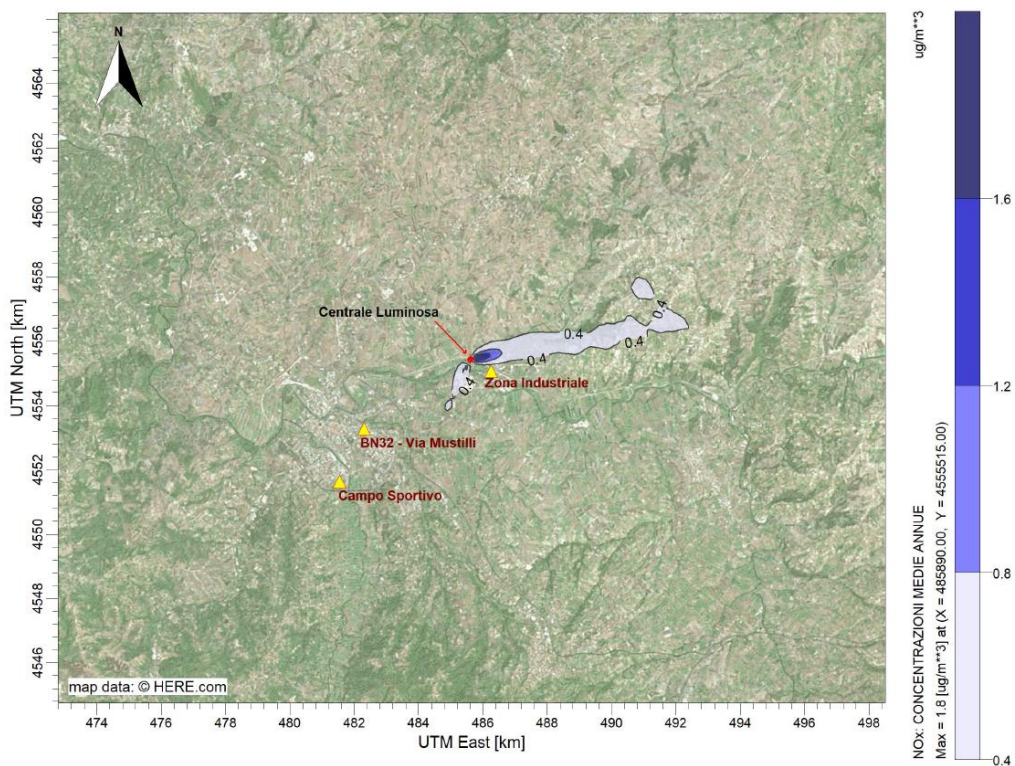 N
ug/m**3
4564
4562
4560
4558
4556
4554
4552
4550
4548
4546
UTM North [km]
Centrale Luminosa
0.4
0.4
0.4
0.4
0.4
Zona Industriale
BN32 - Via Mustilli
Campo Sportivo
map data: © HERE.com
474
476
478
480
482
484
486
488
490
492
494
496
498
UTM East [km]
1.6
1.2
0.8
0.4
NOx: CONCENTRAZIONI MEDIE ANNUE
Max = 1.8 [ug/m**3] at (X = 485890.00, Y = 4555515.00)